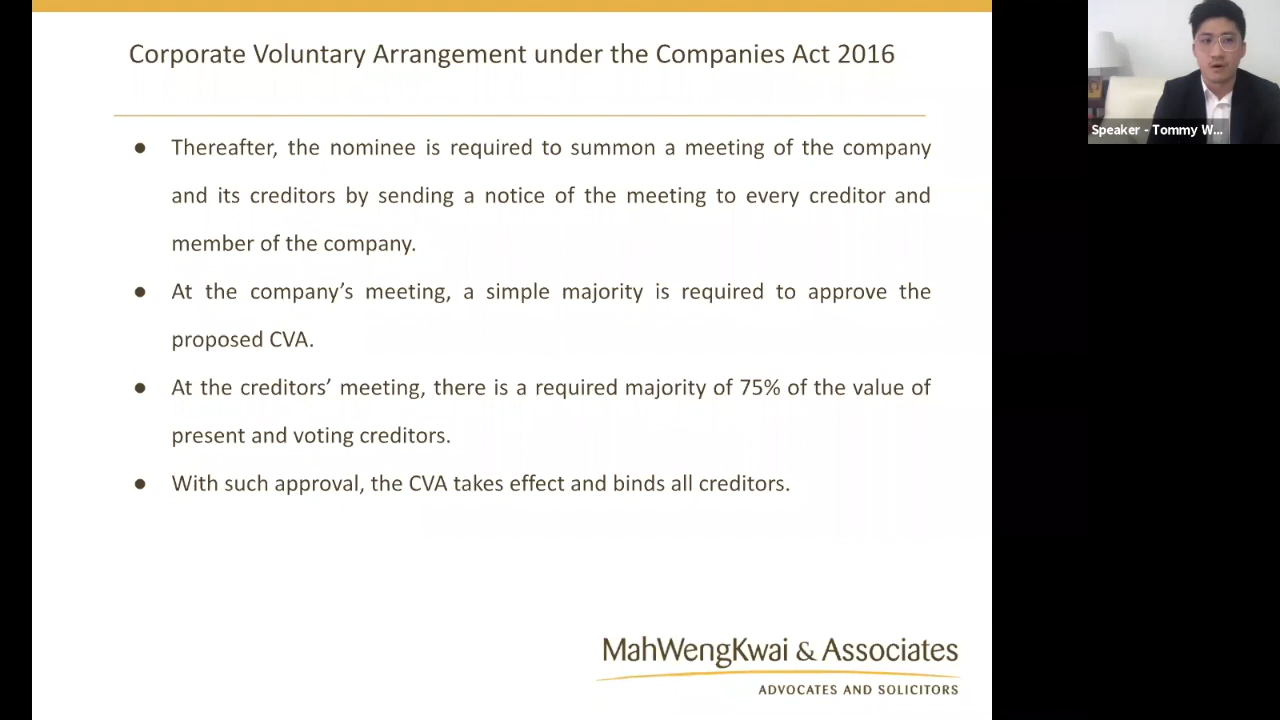 Corporate Voluntary Arrangement under the Companies Act 2016
● Thereafter, the nominee is required to summon a meeting of the company
and its creditors by sending a notice of the meeting to every creditor and
member of the company.
● At the company’s meeting, a simple majority is required to approve the
proposed CVA.
● At the creditors’ meeting, there is a required majority of 75% of the value of
present and voting creditors.
● With such approval, the CVA takes effect and binds all creditors.
MahWengKwai & Associates
ADVOCATES AND SOLICITORS
Speaker - Tommy W...